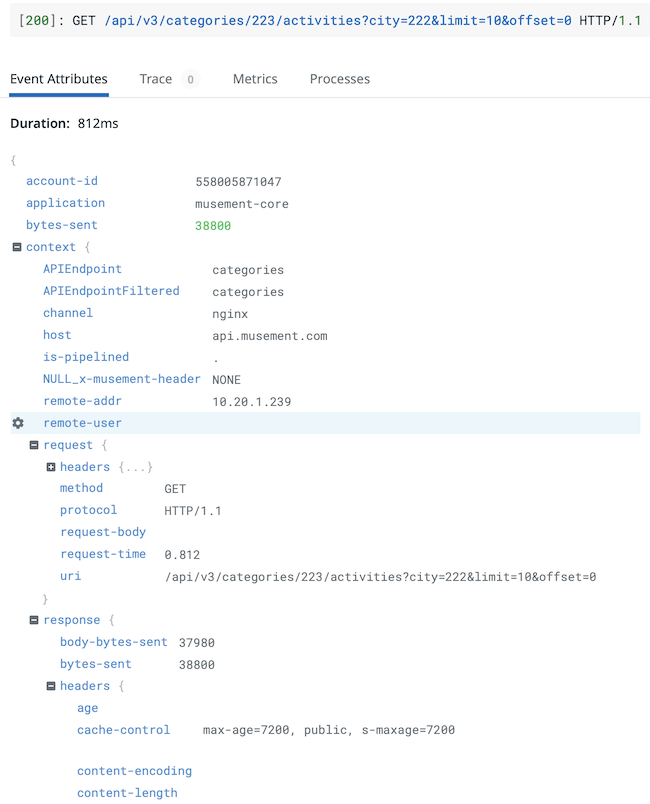 [200]: GET /api/v3/categories/223/activities?city=222&limit=10&offset=0 HTTP/1.1
Event Attributes Trace 0 Metrics Processes
Duration: 812ms
{
account-id 558005871047
application musement-core
bytes-sent 38800
context {
APIEndpoint categories
APIEndpointFiltered categories
channel nginx
host api.musement.com
is-pipelined .
NULL_x-musement-header NONE
remote-addr 10.20.1.239
remote-user
request {
headers {...}
method GET
protocol HTTP/1.1
request-body
request-time 0.812
uri /api/v3/categories/223/activities?city=222&limit=10&offset=0
}
response {
body-bytes-sent 37980
bytes-sent 38800
headers {
age
cache-control max-age=7200, public, s-maxage=7200
content-encoding
content-length